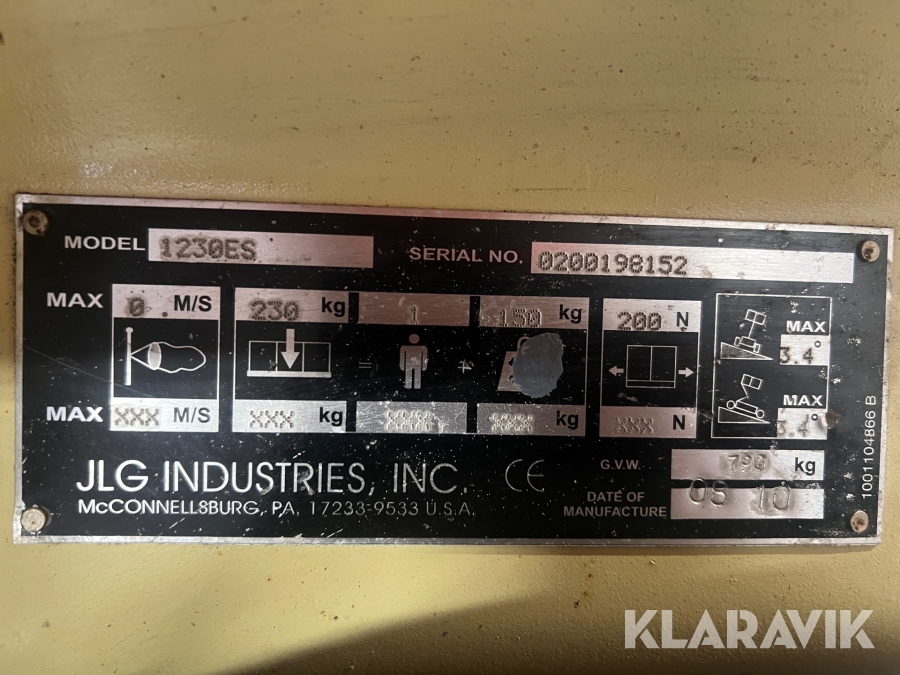 MODEL 1230ES SERIAL NO. 0200198152
MAX 0 M/S 230 kg 1 150 kg 200 N MAX 3.4°
= +
MAX XXX M/S XXX kg XXX XXX kg XXX N MAX 3.4°
JLG INDUSTRIES, INC. CE G.V.W. 790 kg
McCONNELLSBURG, PA. 17233-9533 U.S.A. DATE OF MANUFACTURE 08 10
1001104866 B
KLARAVIK